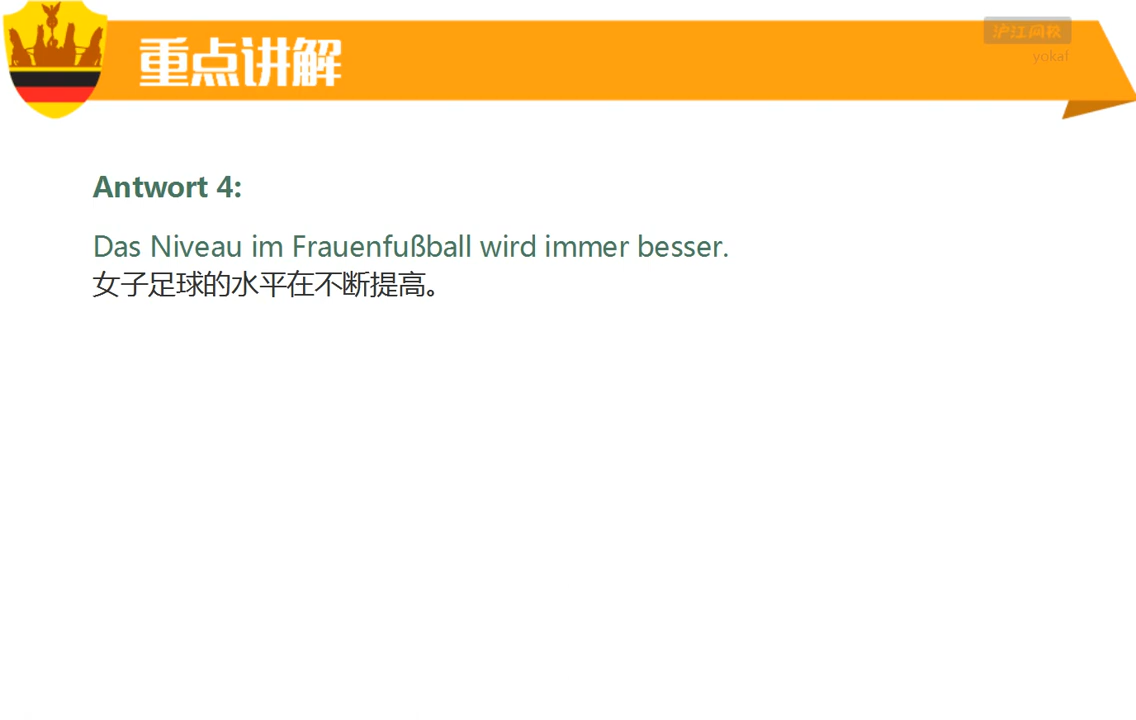 重点讲解
沪江网校
yokaf
Antwort 4:
Das Niveau im Frauenfußball wird immer besser.
女子足球的水平在不断提高。